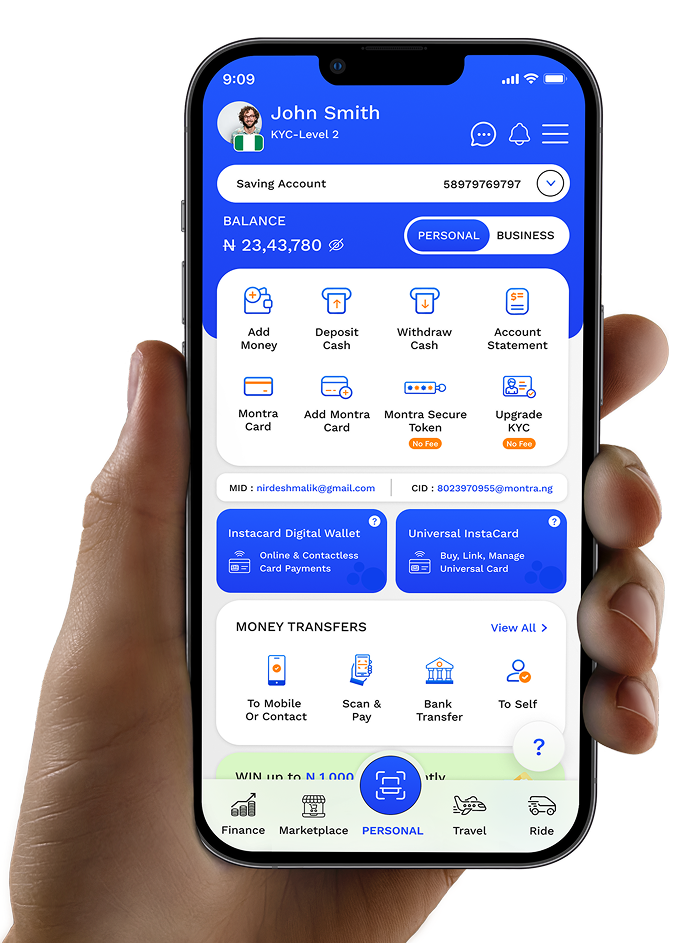 9:09
John Smith
KYC-Level 2
Saving Account 58979769797
BALANCE
₦ 23,43,780
PERSONAL BUSINESS
Add
Money
Deposit
Cash
Withdraw
Cash
Account
Statement
Montra
Card
Add Montra
Card
Montra Secure
Token
No Fee
Upgrade
KYC
No Fee
MID : nirdeshmalik@gmail.com CID : 8023970955@montra.ng
Instacard Digital Wallet ?
Online & Contactless
Card Payments
Universal InstaCard ?
Buy, Link, Manage
Universal Card
MONEY TRANSFERS View All >
To Mobile
Or Contact
Scan &
Pay
Bank
Transfer
To Self
?
WIN up to ₦ 1,000
Finance Marketplace PERSONAL Travel Ride